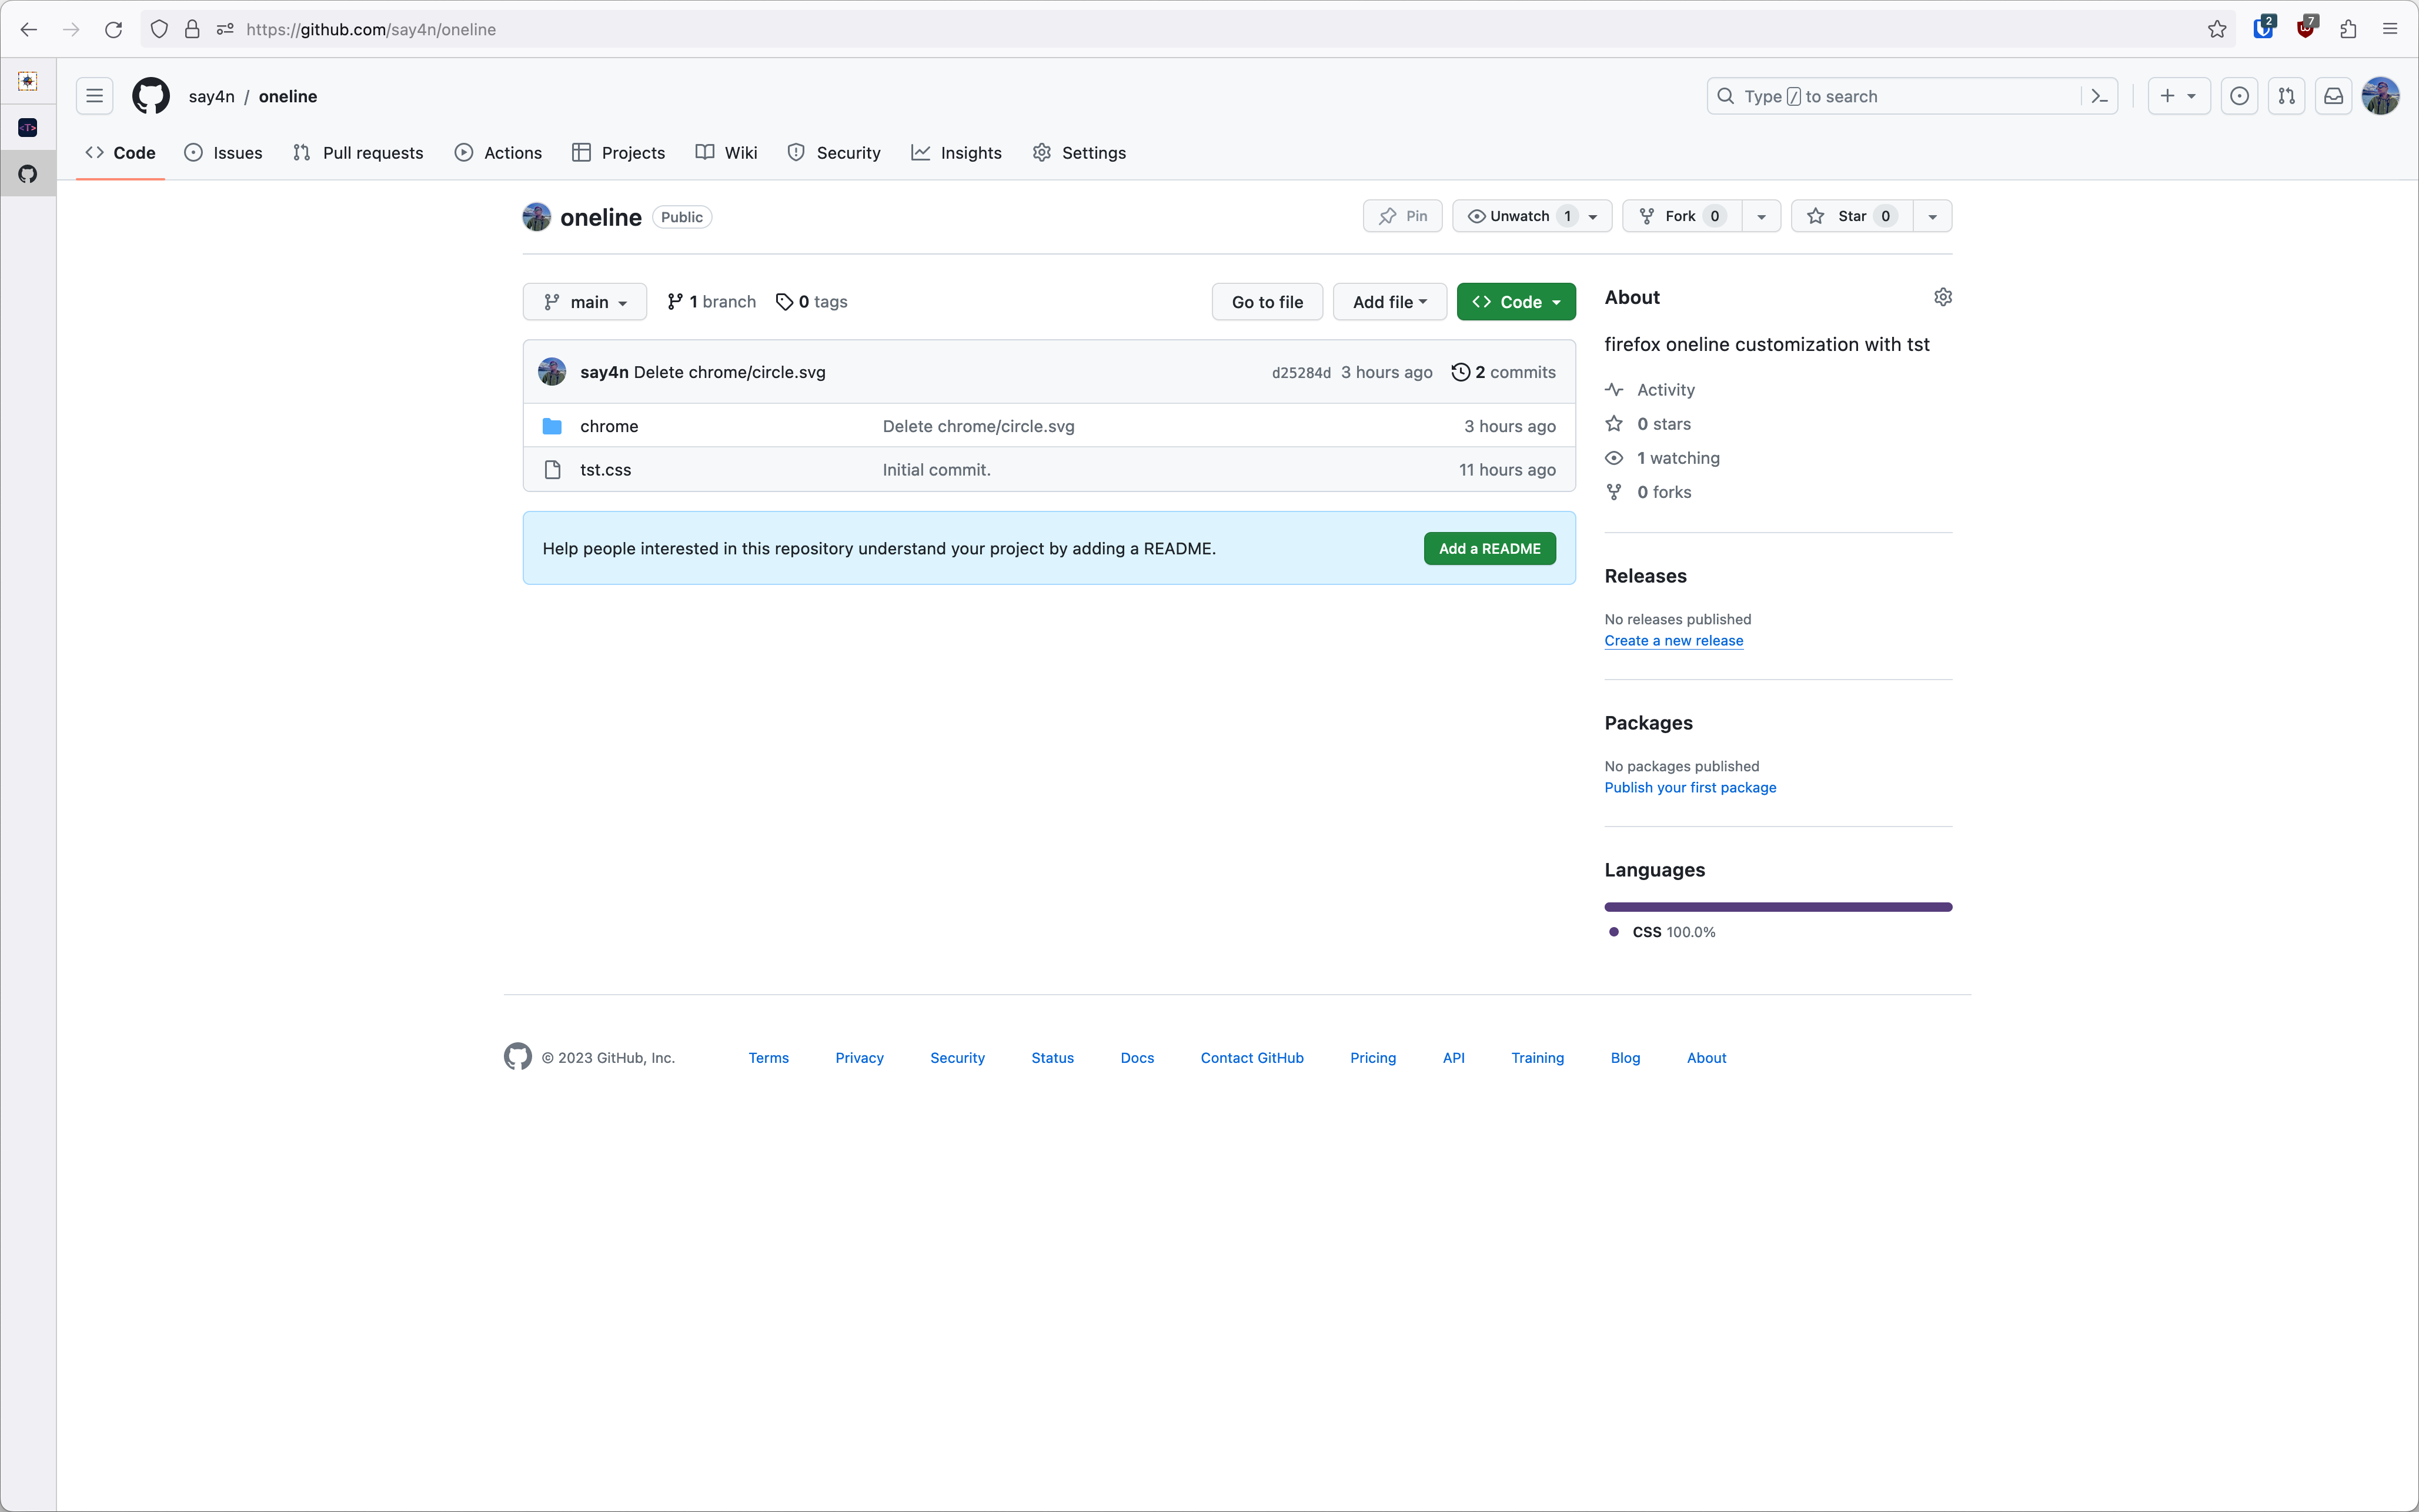 https://github.com/say4n/oneline
2
7
<T>
say4n / oneline
Type / to search
Code Issues Pull requests Actions Projects Wiki Security Insights Settings
oneline Public
Pin Unwatch 1 Fork 0 Star 0
main 1 branch 0 tags Go to file Add file Code
say4n Delete chrome/circle.svg d25284d 3 hours ago 2 commits
chrome Delete chrome/circle.svg 3 hours ago
tst.css Initial commit. 11 hours ago
Help people interested in this repository understand your project by adding a README. Add a README
About
firefox oneline customization with tst
Activity
0 stars
1 watching
0 forks
Releases
No releases published
Create a new release
Packages
No packages published
Publish your first package
Languages
CSS 100.0%
© 2023 GitHub, Inc. Terms Privacy Security Status Docs Contact GitHub Pricing API Training Blog About